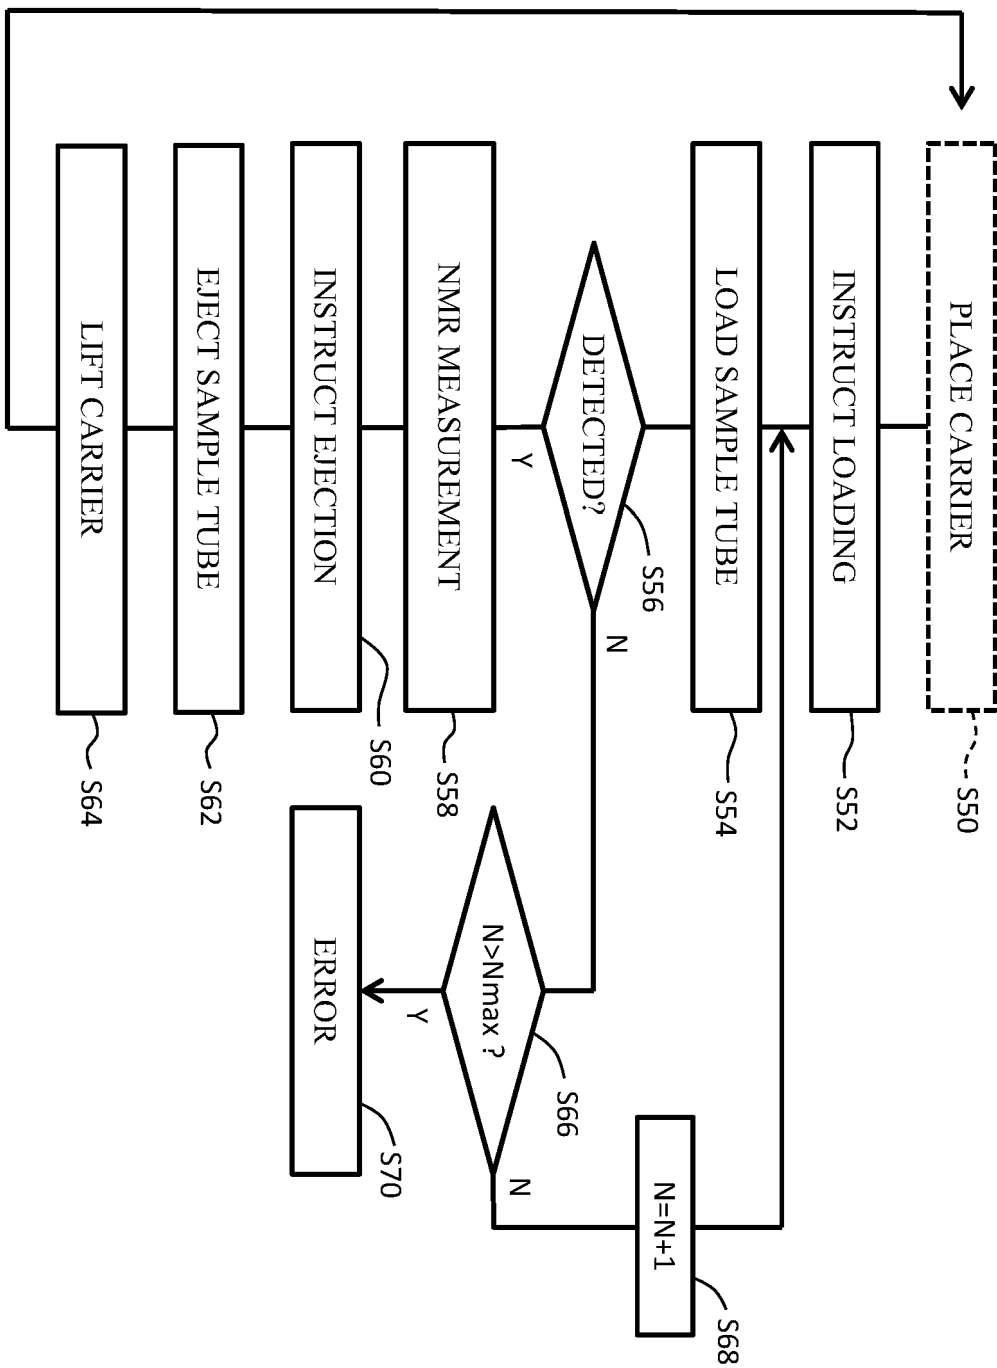 PLACE CARRIER
S50
INSTRUCT LOADING
S52
LOAD SAMPLE TUBE
S54
DETECTED?
S56
N
Y
NMR MEASUREMENT
S58
INSTRUCT EJECTION
S60
EJECT SAMPLE TUBE
S62
LIFT CARRIER
S64
N>Nmax ?
S66
N
Y
N=N+1
S68
ERROR
S70